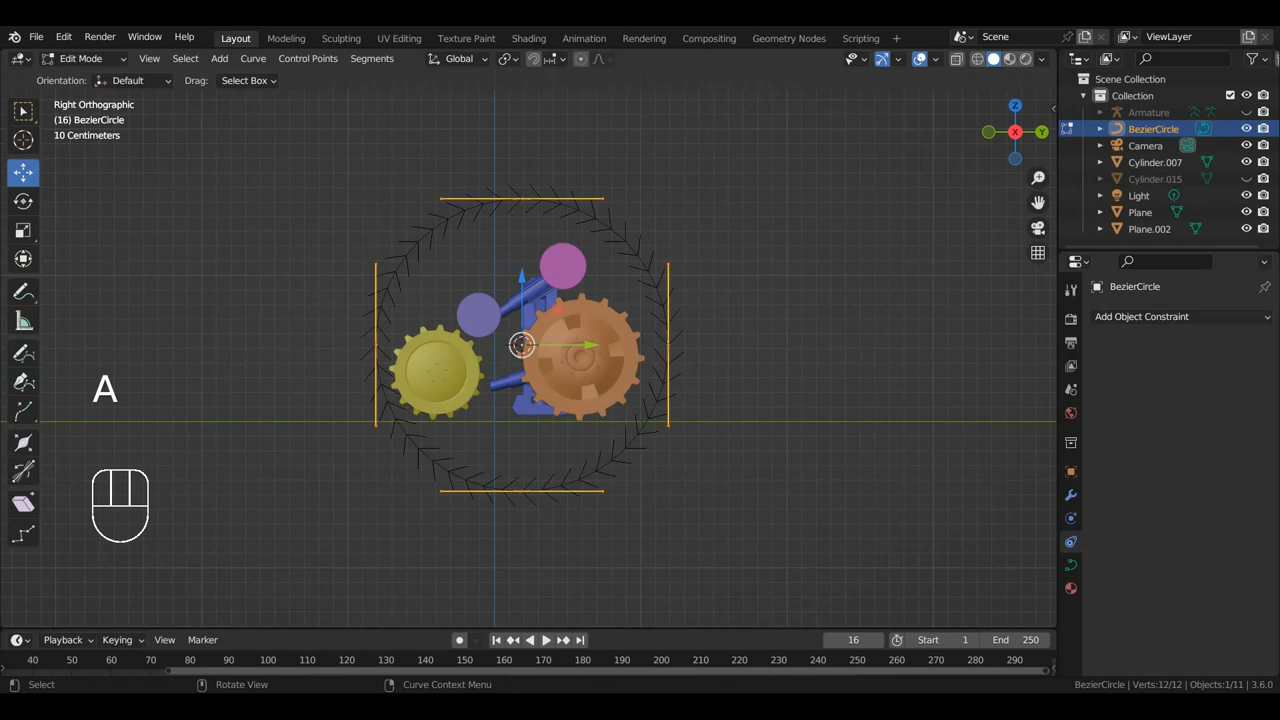 File Edit Render Window Help Layout Modeling Sculpting UV Editing Texture Paint Shading Animation Rendering Compositing Geometry Nodes Scripting + Scene ViewLayer
Edit Mode View Select Add Curve Control Points Segments Global
Orientation: Default Drag: Select Box
Right Orthographic
(16) BezierCircle
10 Centimeters
Z
X
Y
A
Scene Collection
Collection
Armature
BezierCircle
Camera
Cylinder.007
Cylinder.015
Light
Plane
Plane.002
BezierCircle
Add Object Constraint
Playback Keying View Marker 16 Start 1 End 250
40 50 60 70 80 90 100 110 120 130 140 150 160 170 180 190 200 210 220 230 240 250 260 270 280 290
Select Rotate View Curve Context Menu BezierCircle | Verts:12/12 | Objects:1/11 | 3.6.0